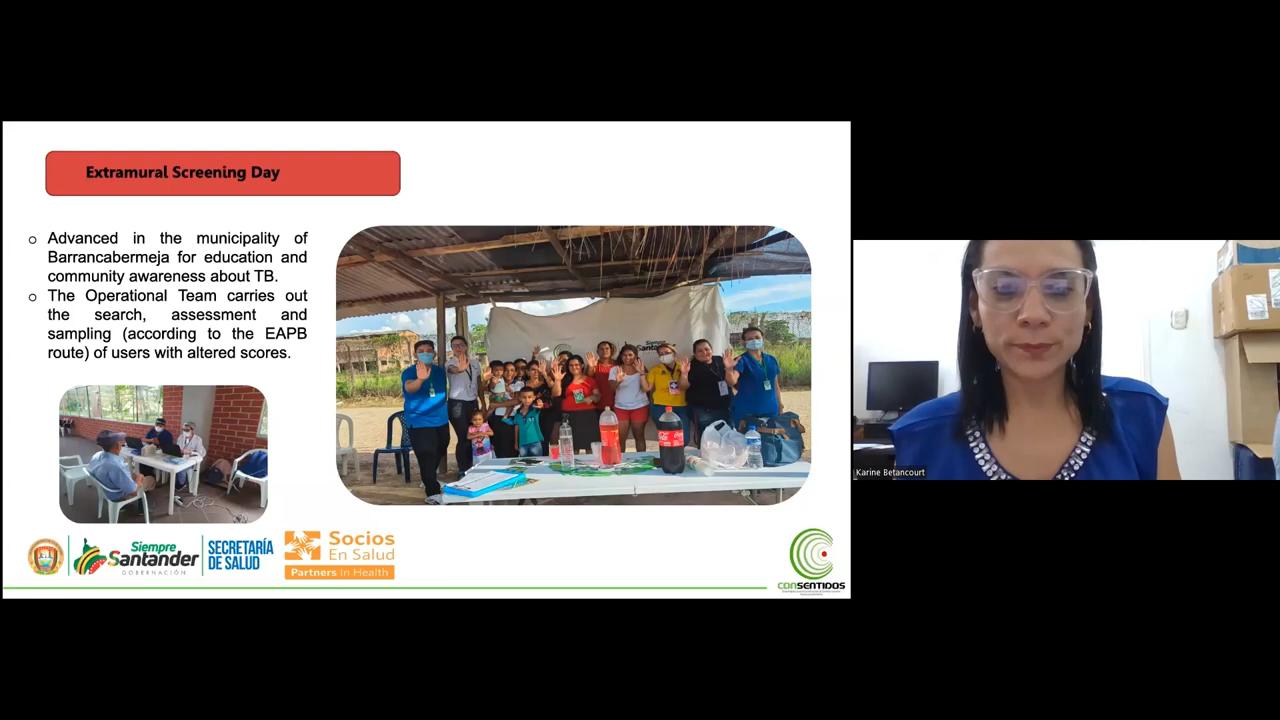 Extramural Screening Day
o Advanced in the municipality of
Barrancabermeja for education and
community awareness about TB.
o The Operational Team carries out
the search, assessment and
sampling (according to the EAPB
route) of users with altered scores.
Santander
Siempre
Santander
GOBERNACIÓN
SECRETARÍA
DE SALUD
Socios
En Salud
Partners In Health
CONSENTIDOS
Karine Betancourt